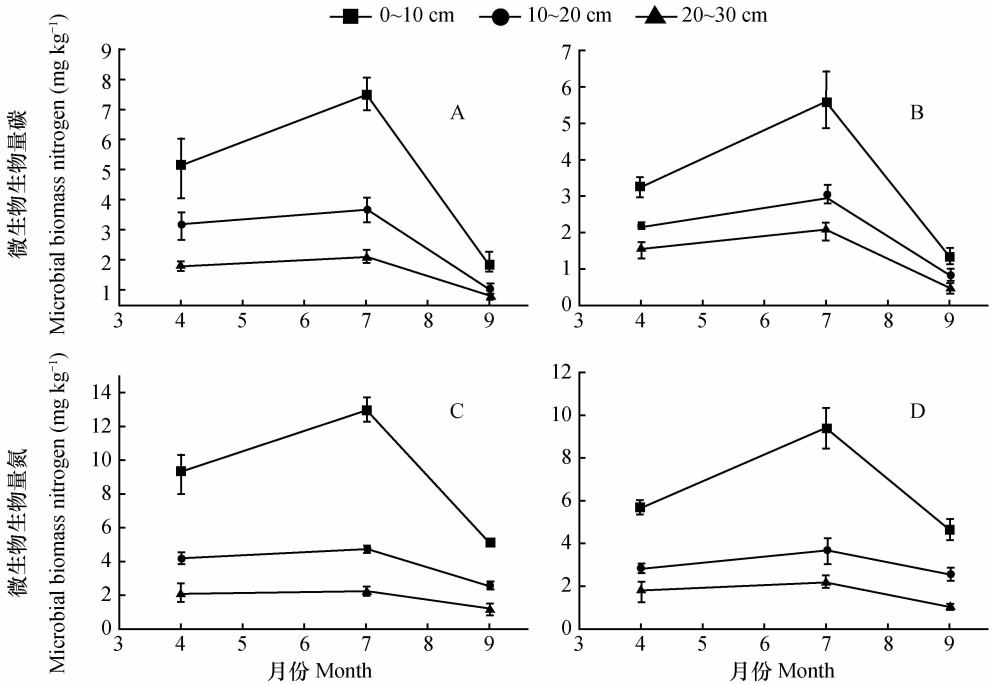 0~10 cm 10~20 cm 20~30 cm
微生物生物量碳
Microbial biomass nitrogen (mg kg⁻¹)
9
8
7
6
5
4
3
2
1
A
3 4 5 6 7 8 9
7
6
5
4
3
2
1
0
B
3 4 5 6 7 8 9
微生物生物量氮
Microbial biomass nitrogen (mg kg⁻¹)
14
12
10
8
6
4
2
0
C
3 4 5 6 7 8 9
月份 Month
12
10
8
6
4
2
0
D
3 4 5 6 7 8 9
月份 Month